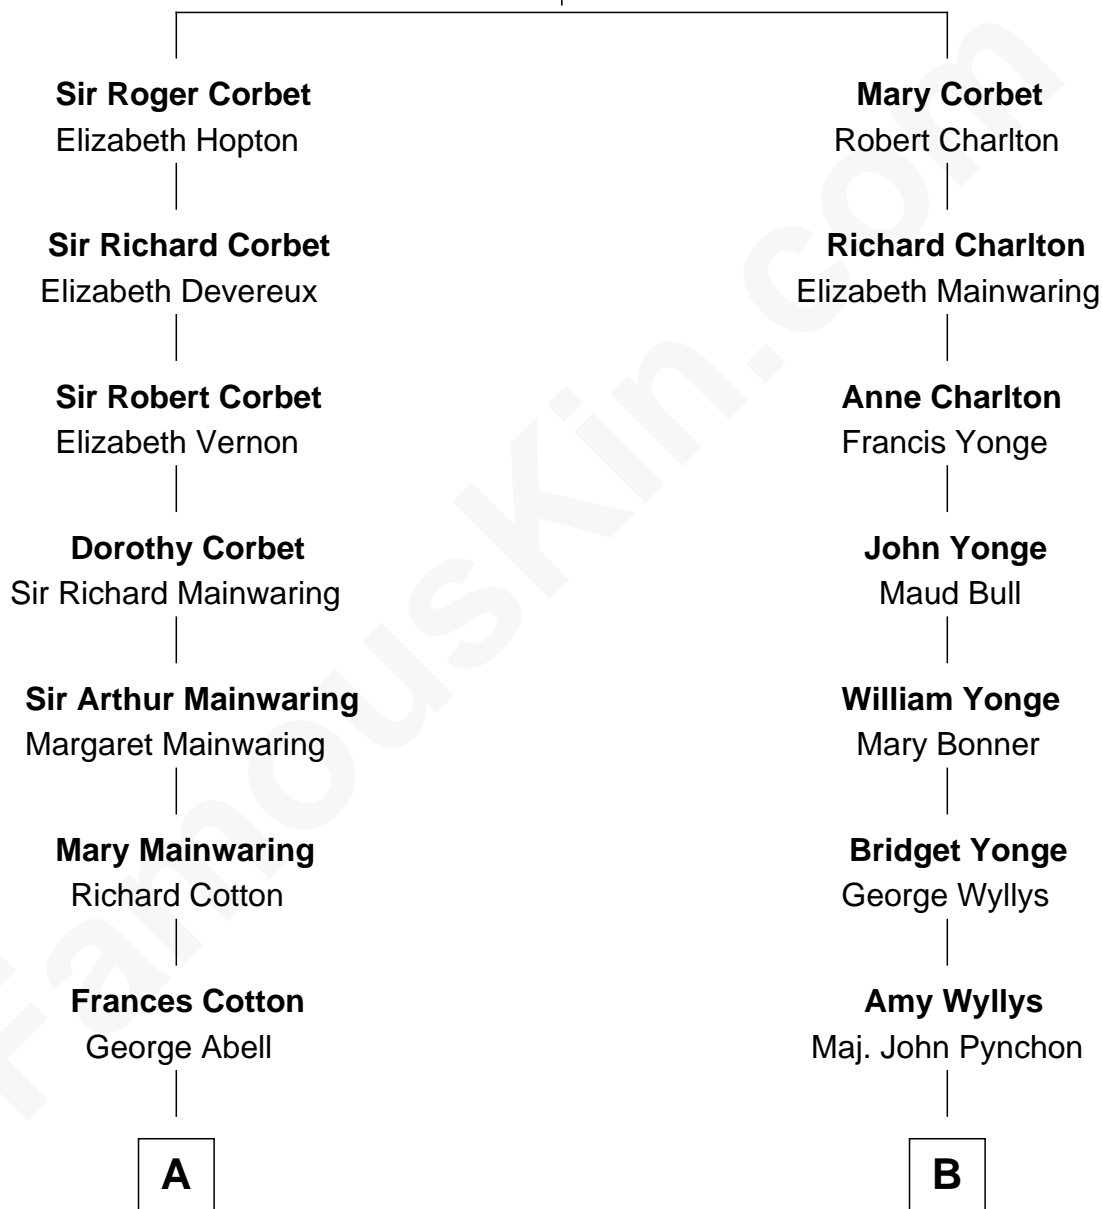 Sir Roger Corbet
Elizabeth Hopton
Sir Richard Corbet
Elizabeth Devereux
Sir Robert Corbet
Elizabeth Vernon
Dorothy Corbet
Sir Richard Mainwaring
Sir Arthur Mainwaring
Margaret Mainwaring
Mary Mainwaring
Richard Cotton
Frances Cotton
George Abell
A
Mary Corbet
Robert Charlton
Richard Charlton
Elizabeth Mainwaring
Anne Charlton
Francis Yonge
John Yonge
Maud Bull
William Yonge
Mary Bonner
Bridget Yonge
George Wyllys
Amy Wyllys
Maj. John Pynchon
B
FamousKin.com